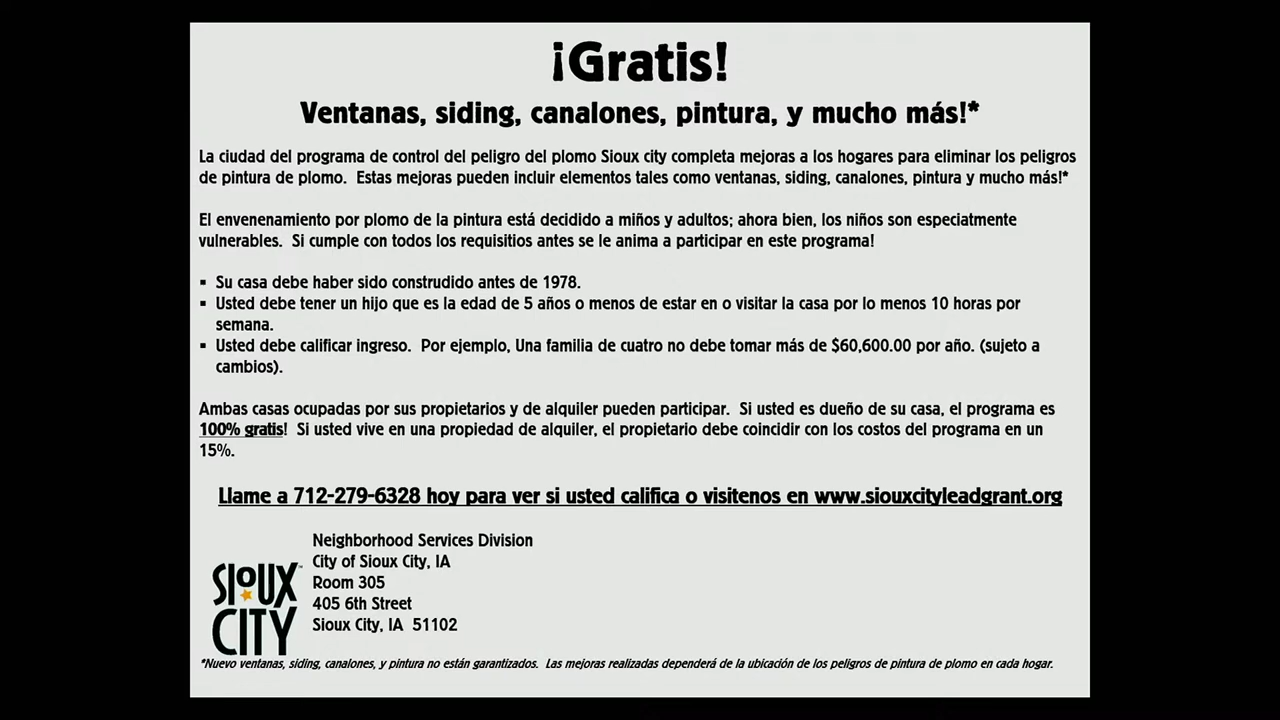 ¡Gratis!
Ventanas, siding, canalones, pintura, y mucho más!*
La ciudad del programa de control del peligro del plomo Sioux city completa mejoras a los hogares para eliminar los peligros
de pintura de plomo. Estas mejoras pueden incluir elementos tales como ventanas, siding, canalones, pintura y mucho más!*
El envenenamiento por plomo de la pintura está decidido a miños y adultos; ahora bien, los niños son especiatmente
vulnerables. Si cumple con todos los requisitios antes se le anima a participar en este programa!
▪ Su casa debe haber sido construdido antes de 1978.
▪ Usted debe tener un hijo que es la edad de 5 años o menos de estar en o visitar la casa por lo menos 10 horas por
semana.
▪ Usted debe calificar ingreso. Por ejemplo, Una familia de cuatro no debe tomar más de $60,600.00 por año. (sujeto a
cambios).
Ambas casas ocupadas por sus propietarios y de alquiler pueden participar. Si usted es dueño de su casa, el programa es
100% gratis! Si usted vive en una propiedad de alquiler, el propietario debe coincidir con los costos del programa en un
15%.
Llame a 712-279-6328 hoy para ver si usted califica o visitenos en www.siouxcityleadgrant.org
Neighborhood Services Division
City of Sioux City, IA
Room 305
405 6th Street
Sioux City, IA 51102
SIOUX™
CITY
*Nuevo ventanas, siding, canalones, y pintura no están garantizados. Las mejoras realizadas dependerá de la ubicación de los peligros de pintura de plomo en cada hogar.